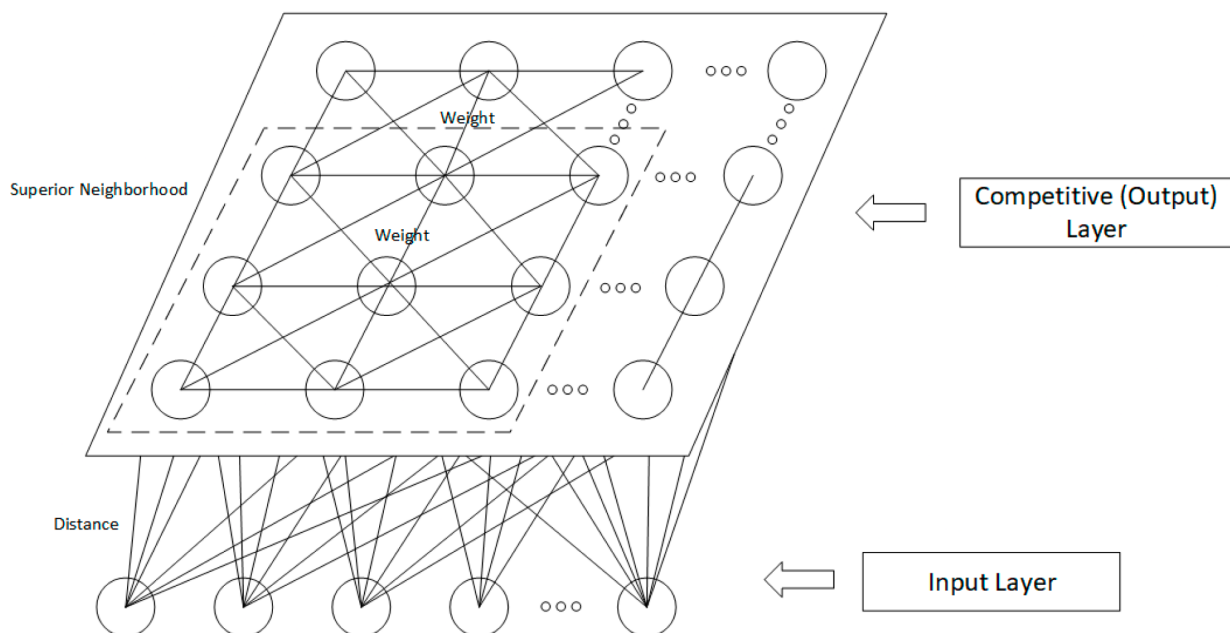 Weight
Superior Neighborhood
Competitive (Output)
Layer
Weight
Distance
Input Layer